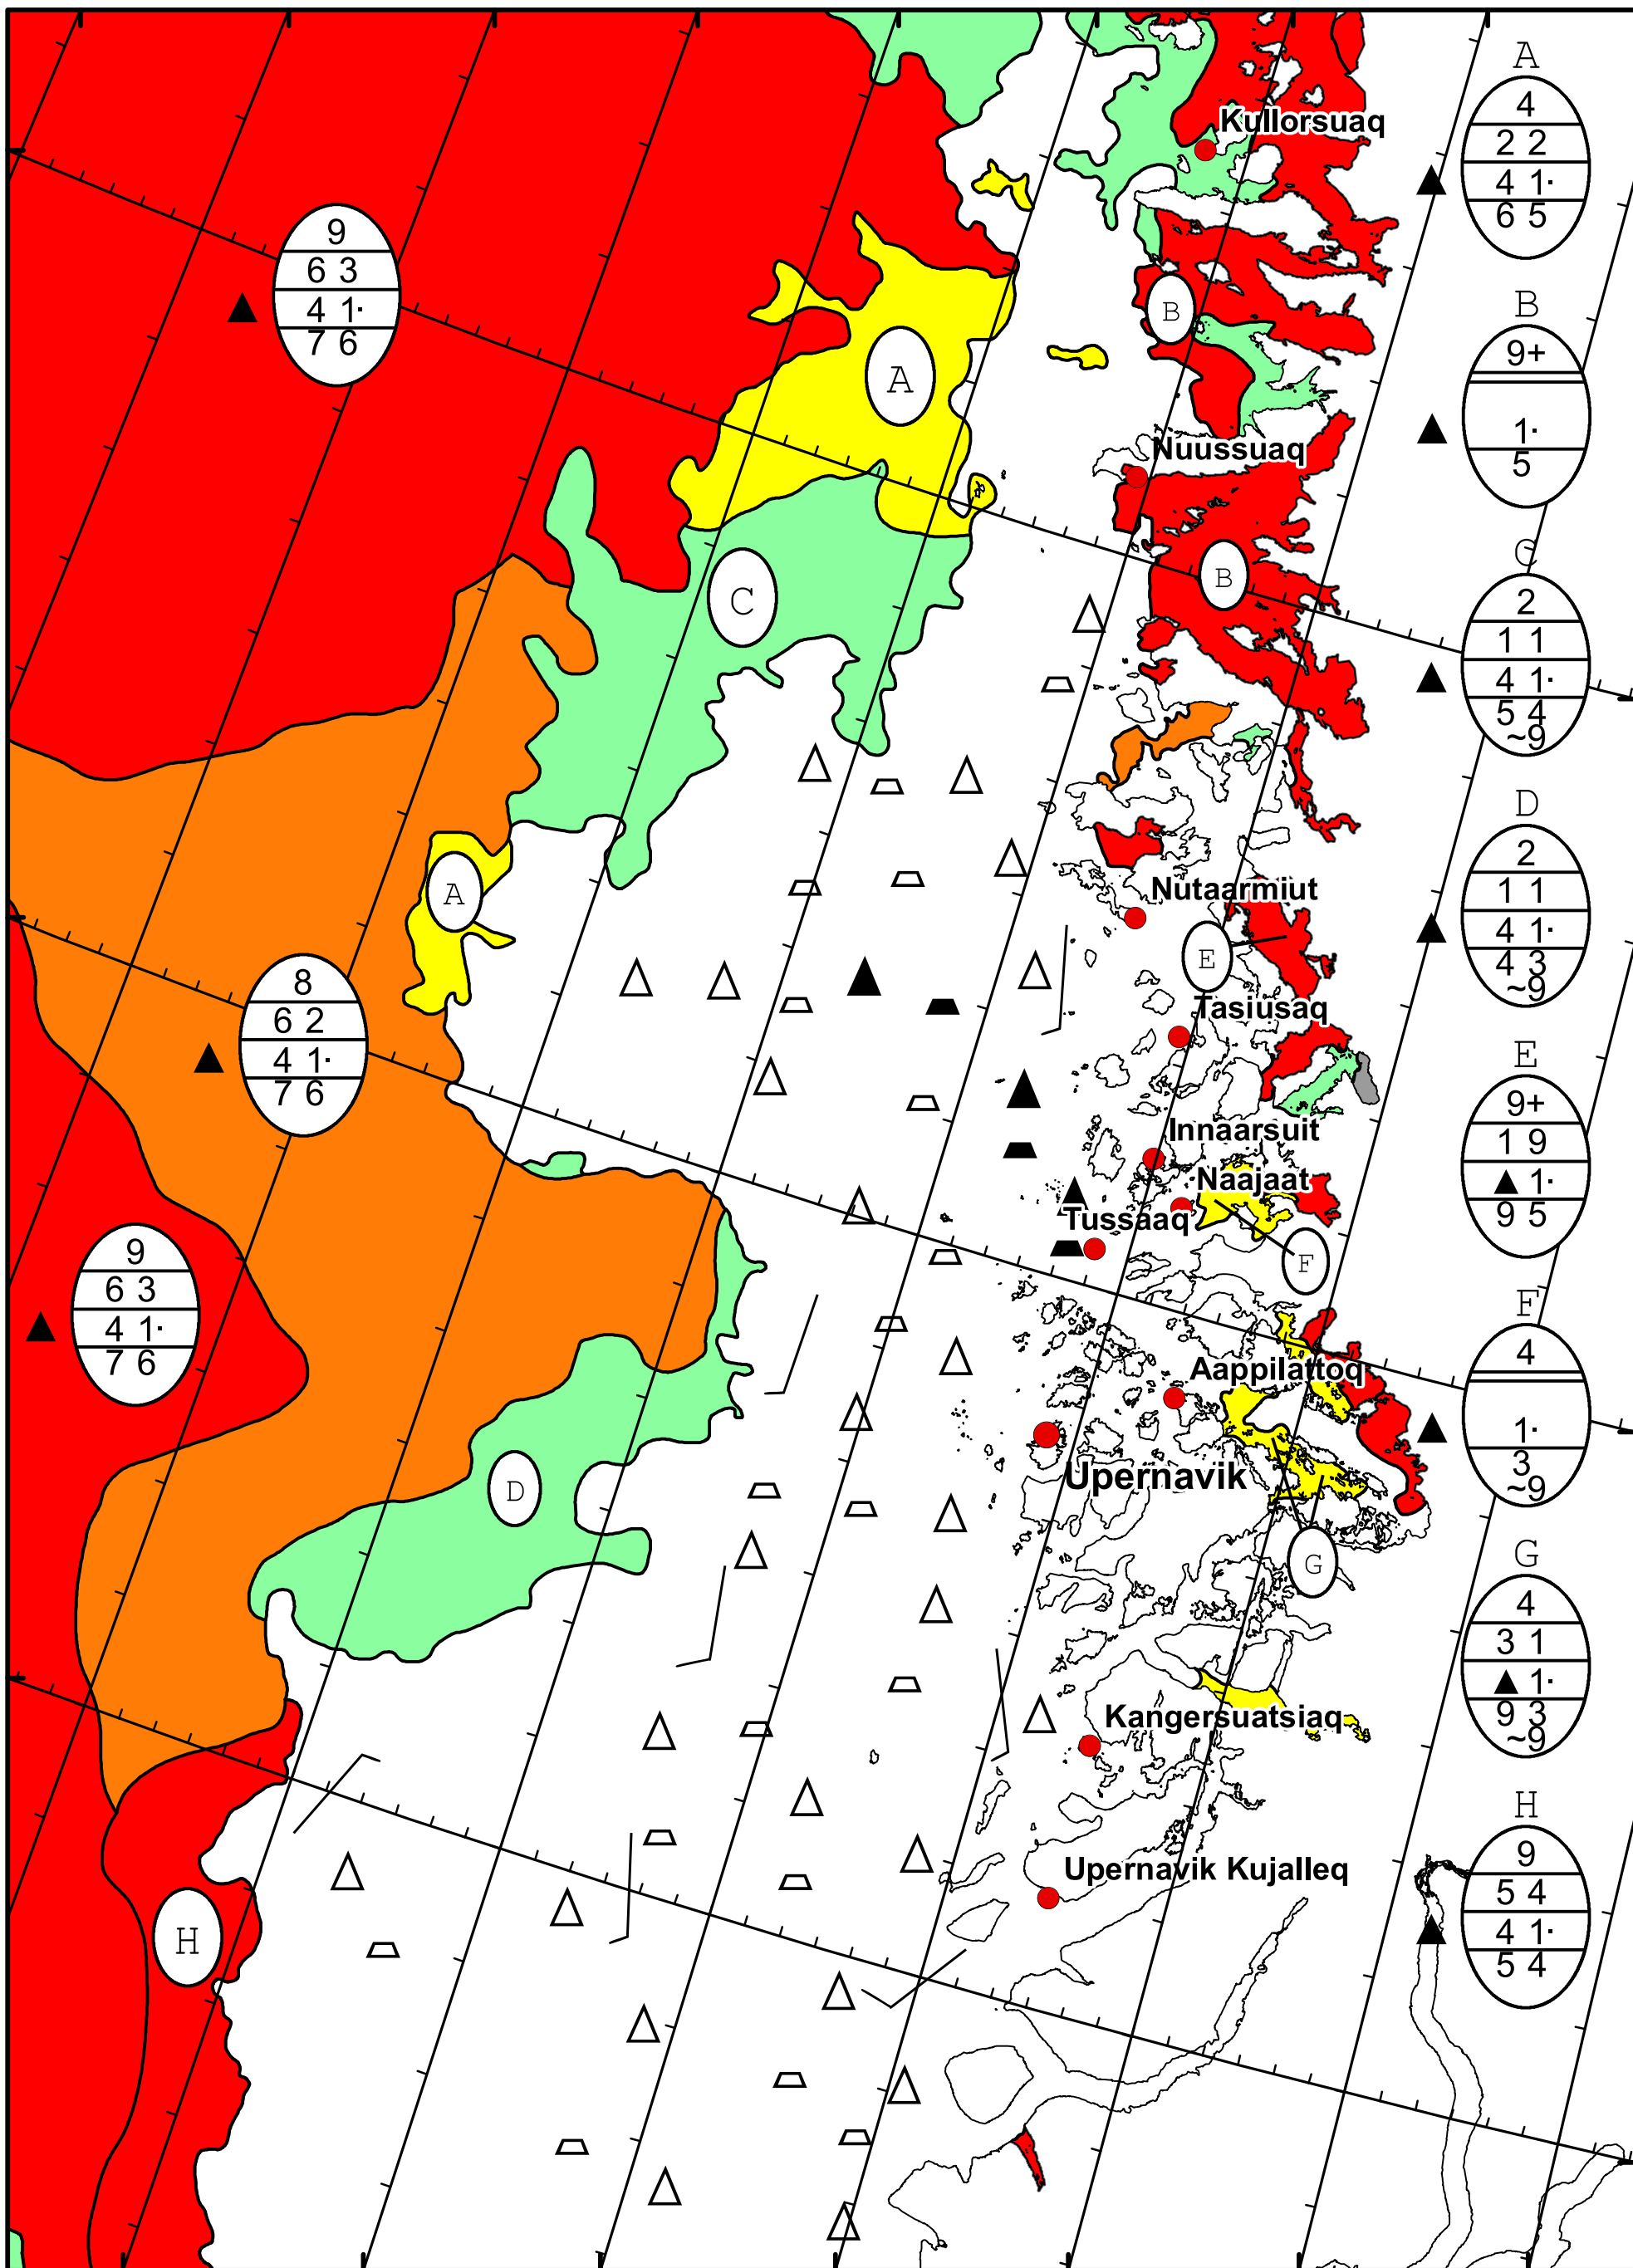 Kullorsuaq
9
6 3
4 1·
7 6
B
A
Nuussuaq
B
C
Nutaarmiut
A
E
8
6 2
4 1·
7 6
Tasiusaq
Innaarsuit
Naajaat
Tussaaq
F
9
6 3
4 1·
7 6
Aappilattoq
Upernavik
D
G
Kangersuatsiaq
Upernavik Kujalleq
H
A
4
2 2
4 1·
6 5
B
9+
1·
5
C
2
1 1
4 1·
5 4
~9
D
2
1 1
4 1·
4 3
~9
E
9+
1 9
▲ 1·
9 5
F
4
1·
3
~9
G
4
3 1
▲ 1·
9 3
~9
H
9
5 4
4 1·
5 4